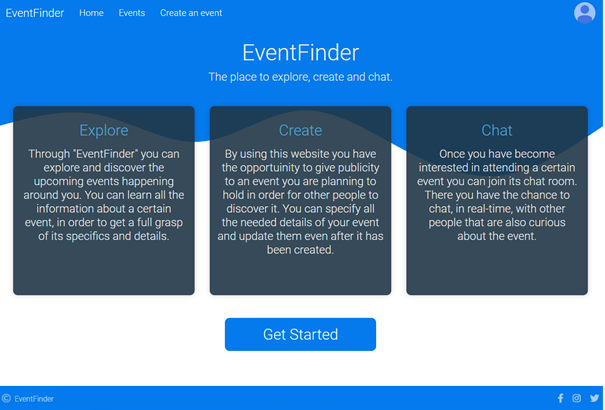 EventFinder Home Events Create an event
EventFinder
The place to explore, create and chat.
Explore
Through "EventFinder" you can
explore and discover the
upcoming events happening
around you. You can learn all the
information about a certain
event, in order to get a full grasp
of its specifics and details.
Create
By using this website you have
the opportuinity to give publicity
to an event you are planning to
hold in order for other people to
discover it. You can specify all
the needed details of your event
and update them even after it has
been created.
Chat
Once you have become
interested in attending a certain
event you can join its chat room.
There you have the chance to
chat, in real-time, with other
people that are also curious
about the event.
Get Started
© EventFinder